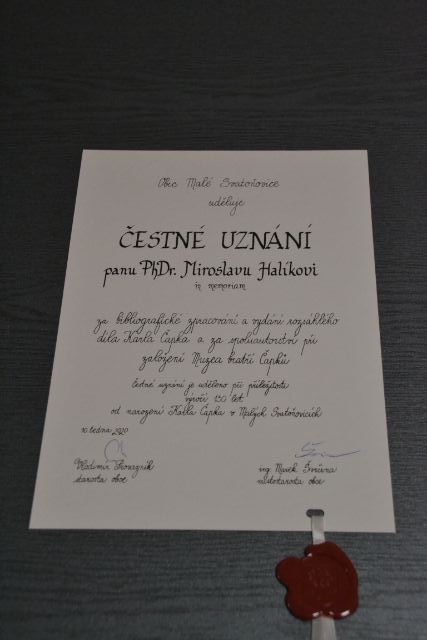 Obec Malé Svatoňovice
uděluje
ČESTNÉ UZNÁNÍ
panu PhDr. Miroslavu Halíkovi
in memoriam
za bibliografické zpracování a vydání rozsáhlého
díla Karla Čapka a za spoluautorství při
založení Muzea bratří Čapků
čestné uznání je uděleno při příležitosti
výročí 130 let
od narození Karla Čapka v Malých Svatoňovicích
10. ledna 2020
Vladimír Provazník
starosta obce
ing. Marek Švrčina
místostarosta obce